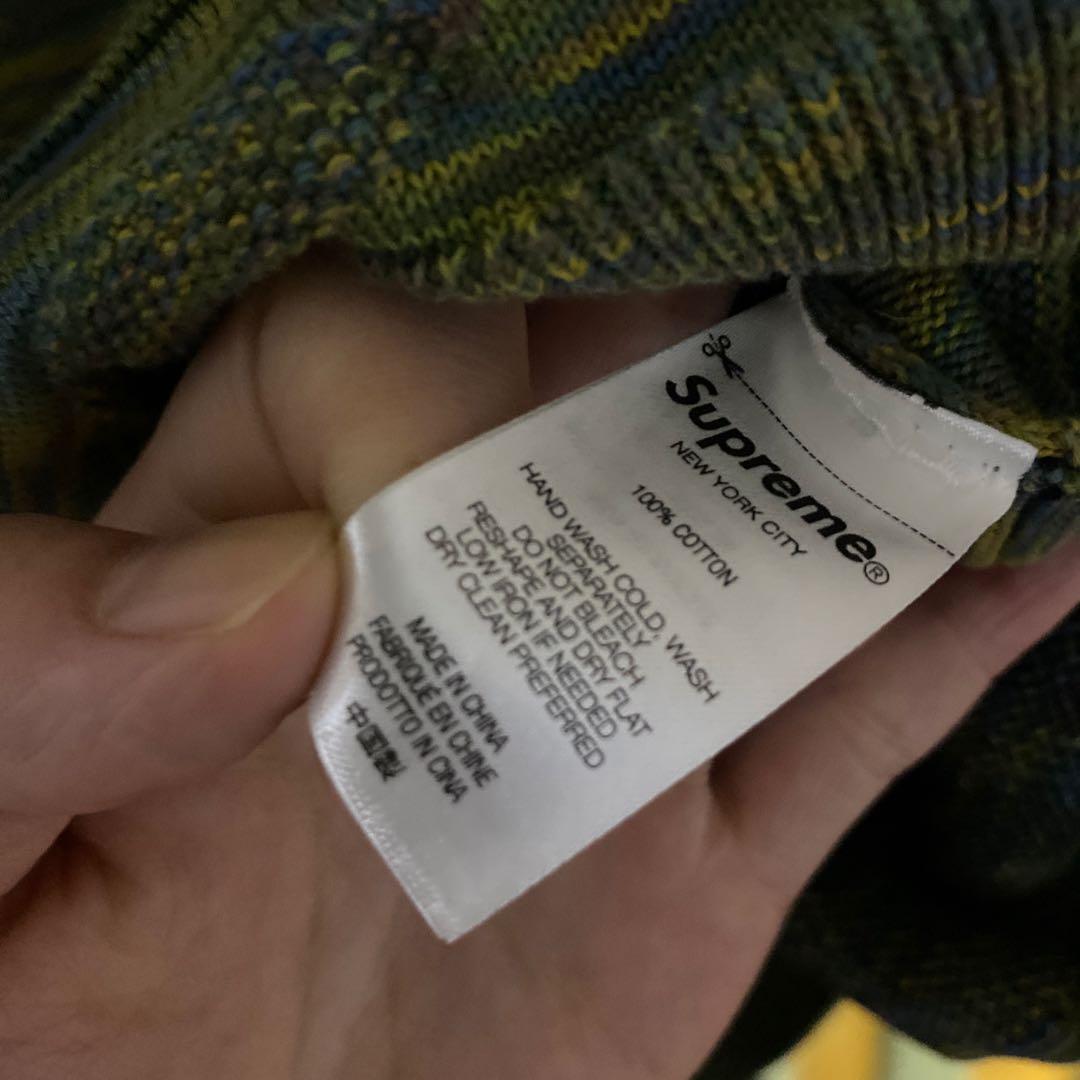 Supreme®
NEW YORK CITY
100% COTTON
HAND WASH COLD, WASH
SEPARATELY
DO NOT BLEACH
RESHAPE AND DRY FLAT
LOW IRON IF NEEDED
DRY CLEAN PREFERRED
MADE IN CHINA
FABRIQUÉ EN CHINE
PRODOTTO IN CINA
中国製